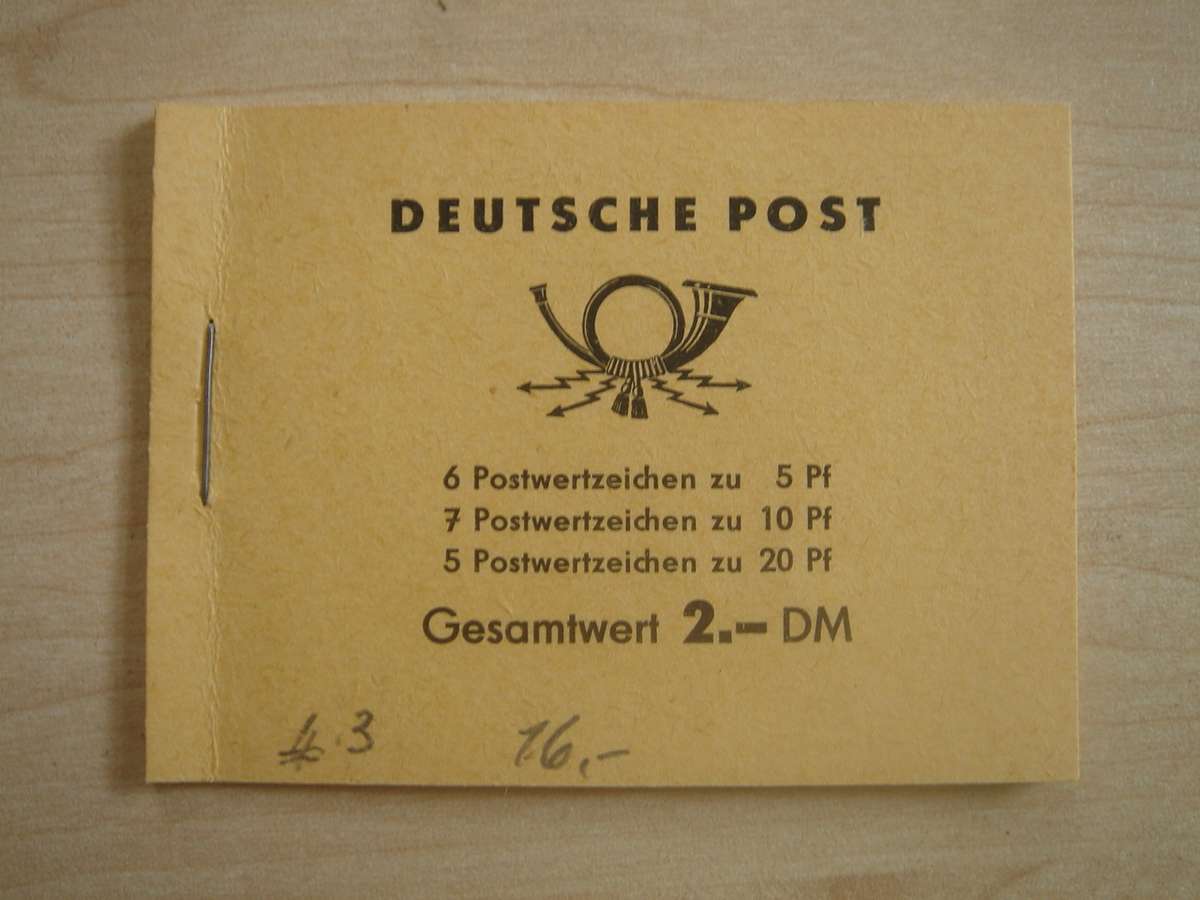 DEUTSCHE POST
6 Postwertzeichen zu 5 Pf
7 Postwertzeichen zu 10 Pf
5 Postwertzeichen zu 20 Pf
Gesamtwert 2.– DM
4 3 16,-